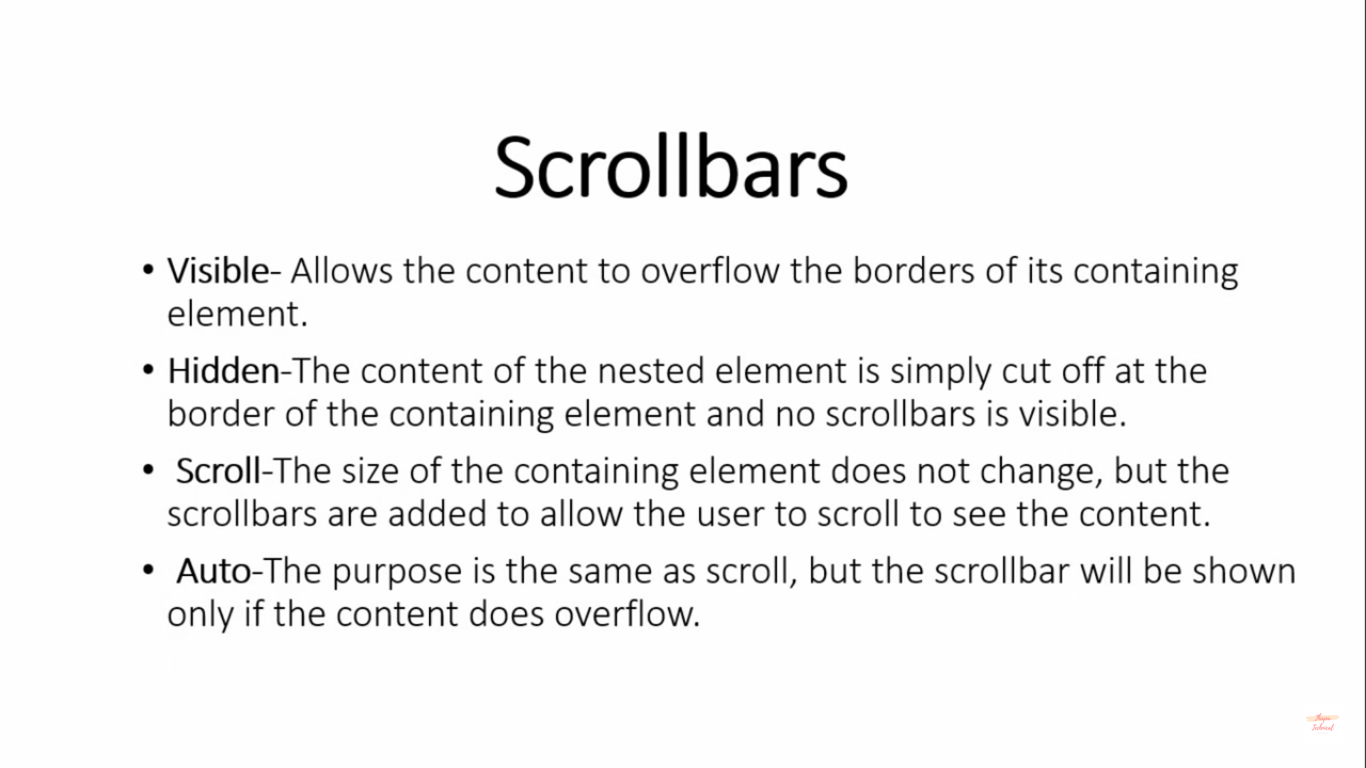 Scrollbars
• Visible- Allows the content to overflow the borders of its containing
element.
• Hidden-The content of the nested element is simply cut off at the
border of the containing element and no scrollbars is visible.
• Scroll-The size of the containing element does not change, but the
scrollbars are added to allow the user to scroll to see the content.
• Auto-The purpose is the same as scroll, but the scrollbar will be shown
only if the content does overflow.
Technical